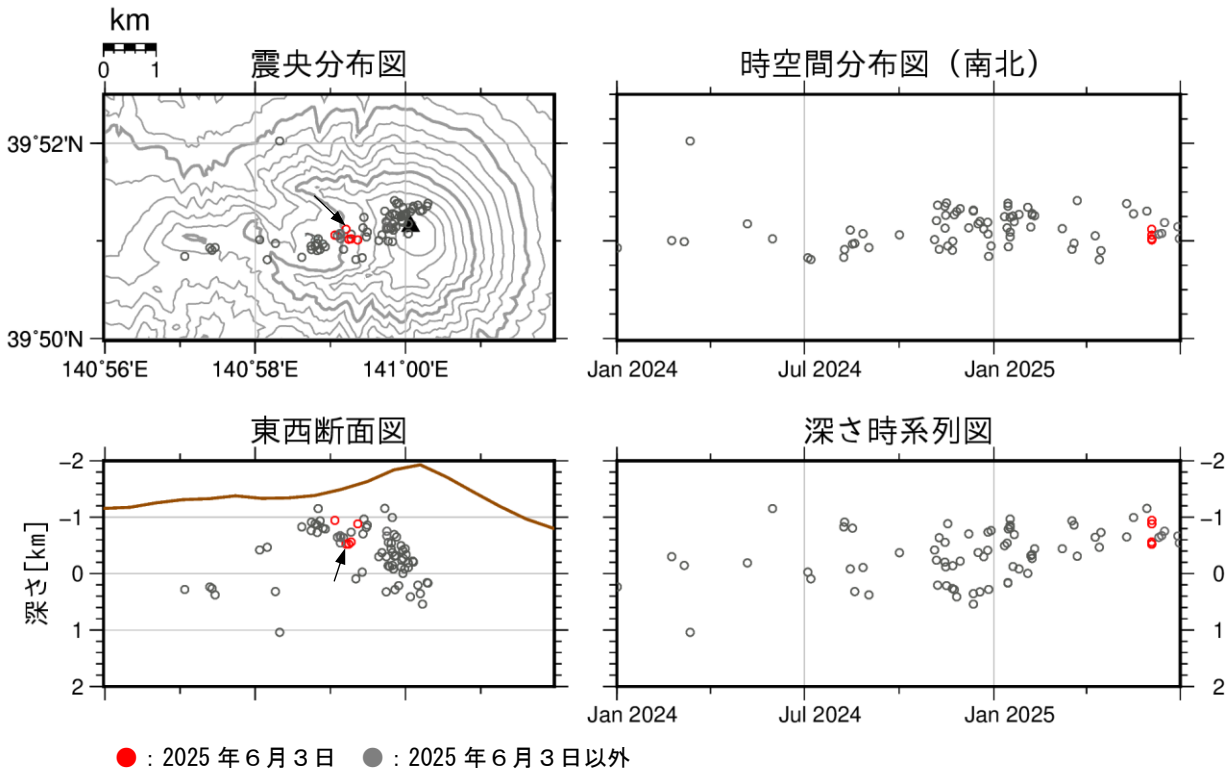 km
0 1
震央分布図
39°52'N
39°50'N
140°56'E 140°58'E 141°00'E
時空間分布図（南北）
Jan 2024 Jul 2024 Jan 2025
東西断面図
深さ[km]
-2
-1
0
1
2
深さ時系列図
-2
-1
0
1
2
Jan 2024 Jul 2024 Jan 2025
：2025 年６月３日 ：2025 年６月３日以外